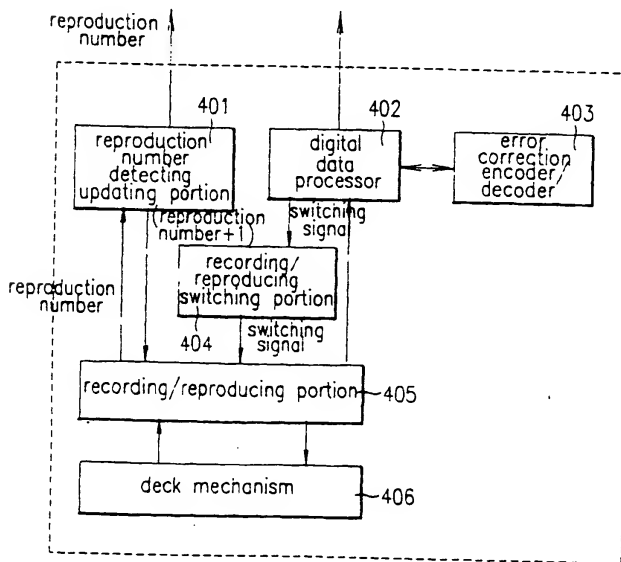 reproduction
number
401
reproduction
number
detecting
updating portion
402
digital
data
processor
403
error
correction
encoder/
decoder
(reproduction
number+1)
switching
signal
recording/
reproducing
switching portion
404
reproduction
number
switching
signal
recording/reproducing portion
405
deck mechanism
406